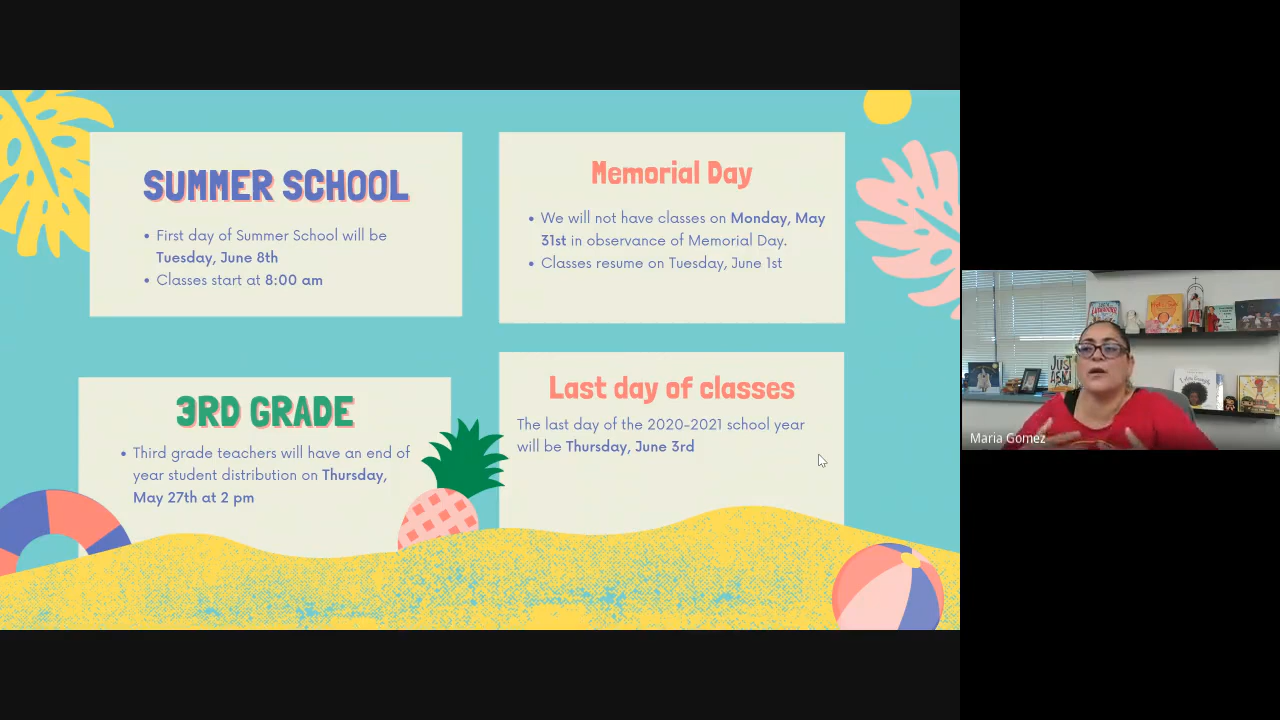 SUMMER SCHOOL
• First day of Summer School will be
Tuesday, June 8th
• Classes start at 8:00 am
Memorial Day
• We will not have classes on Monday, May
31st in observance of Memorial Day.
• Classes resume on Tuesday, June 1st
3RD GRADE
• Third grade teachers will have an end of
year student distribution on Thursday,
May 27th at 2 pm
Last day of classes
The last day of the 2020-2021 school year
will be Thursday, June 3rd
JUST
ASK!
Maria Gomez